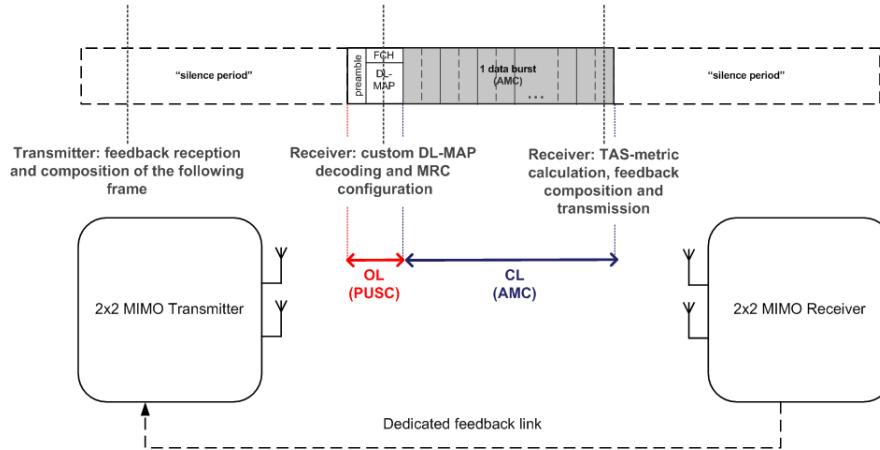 "silence period"
preamble
FCH
DL-
MAP
1 data burst
(AMC)
...
"silence period"
Transmitter: feedback reception
and composition of the following
frame
Receiver: custom DL-MAP
decoding and MRC
configuration
Receiver: TAS-metric
calculation, feedback
composition and
transmission
OL
(PUSC)
CL
(AMC)
2x2 MIMO Transmitter
2x2 MIMO Receiver
Dedicated feedback link